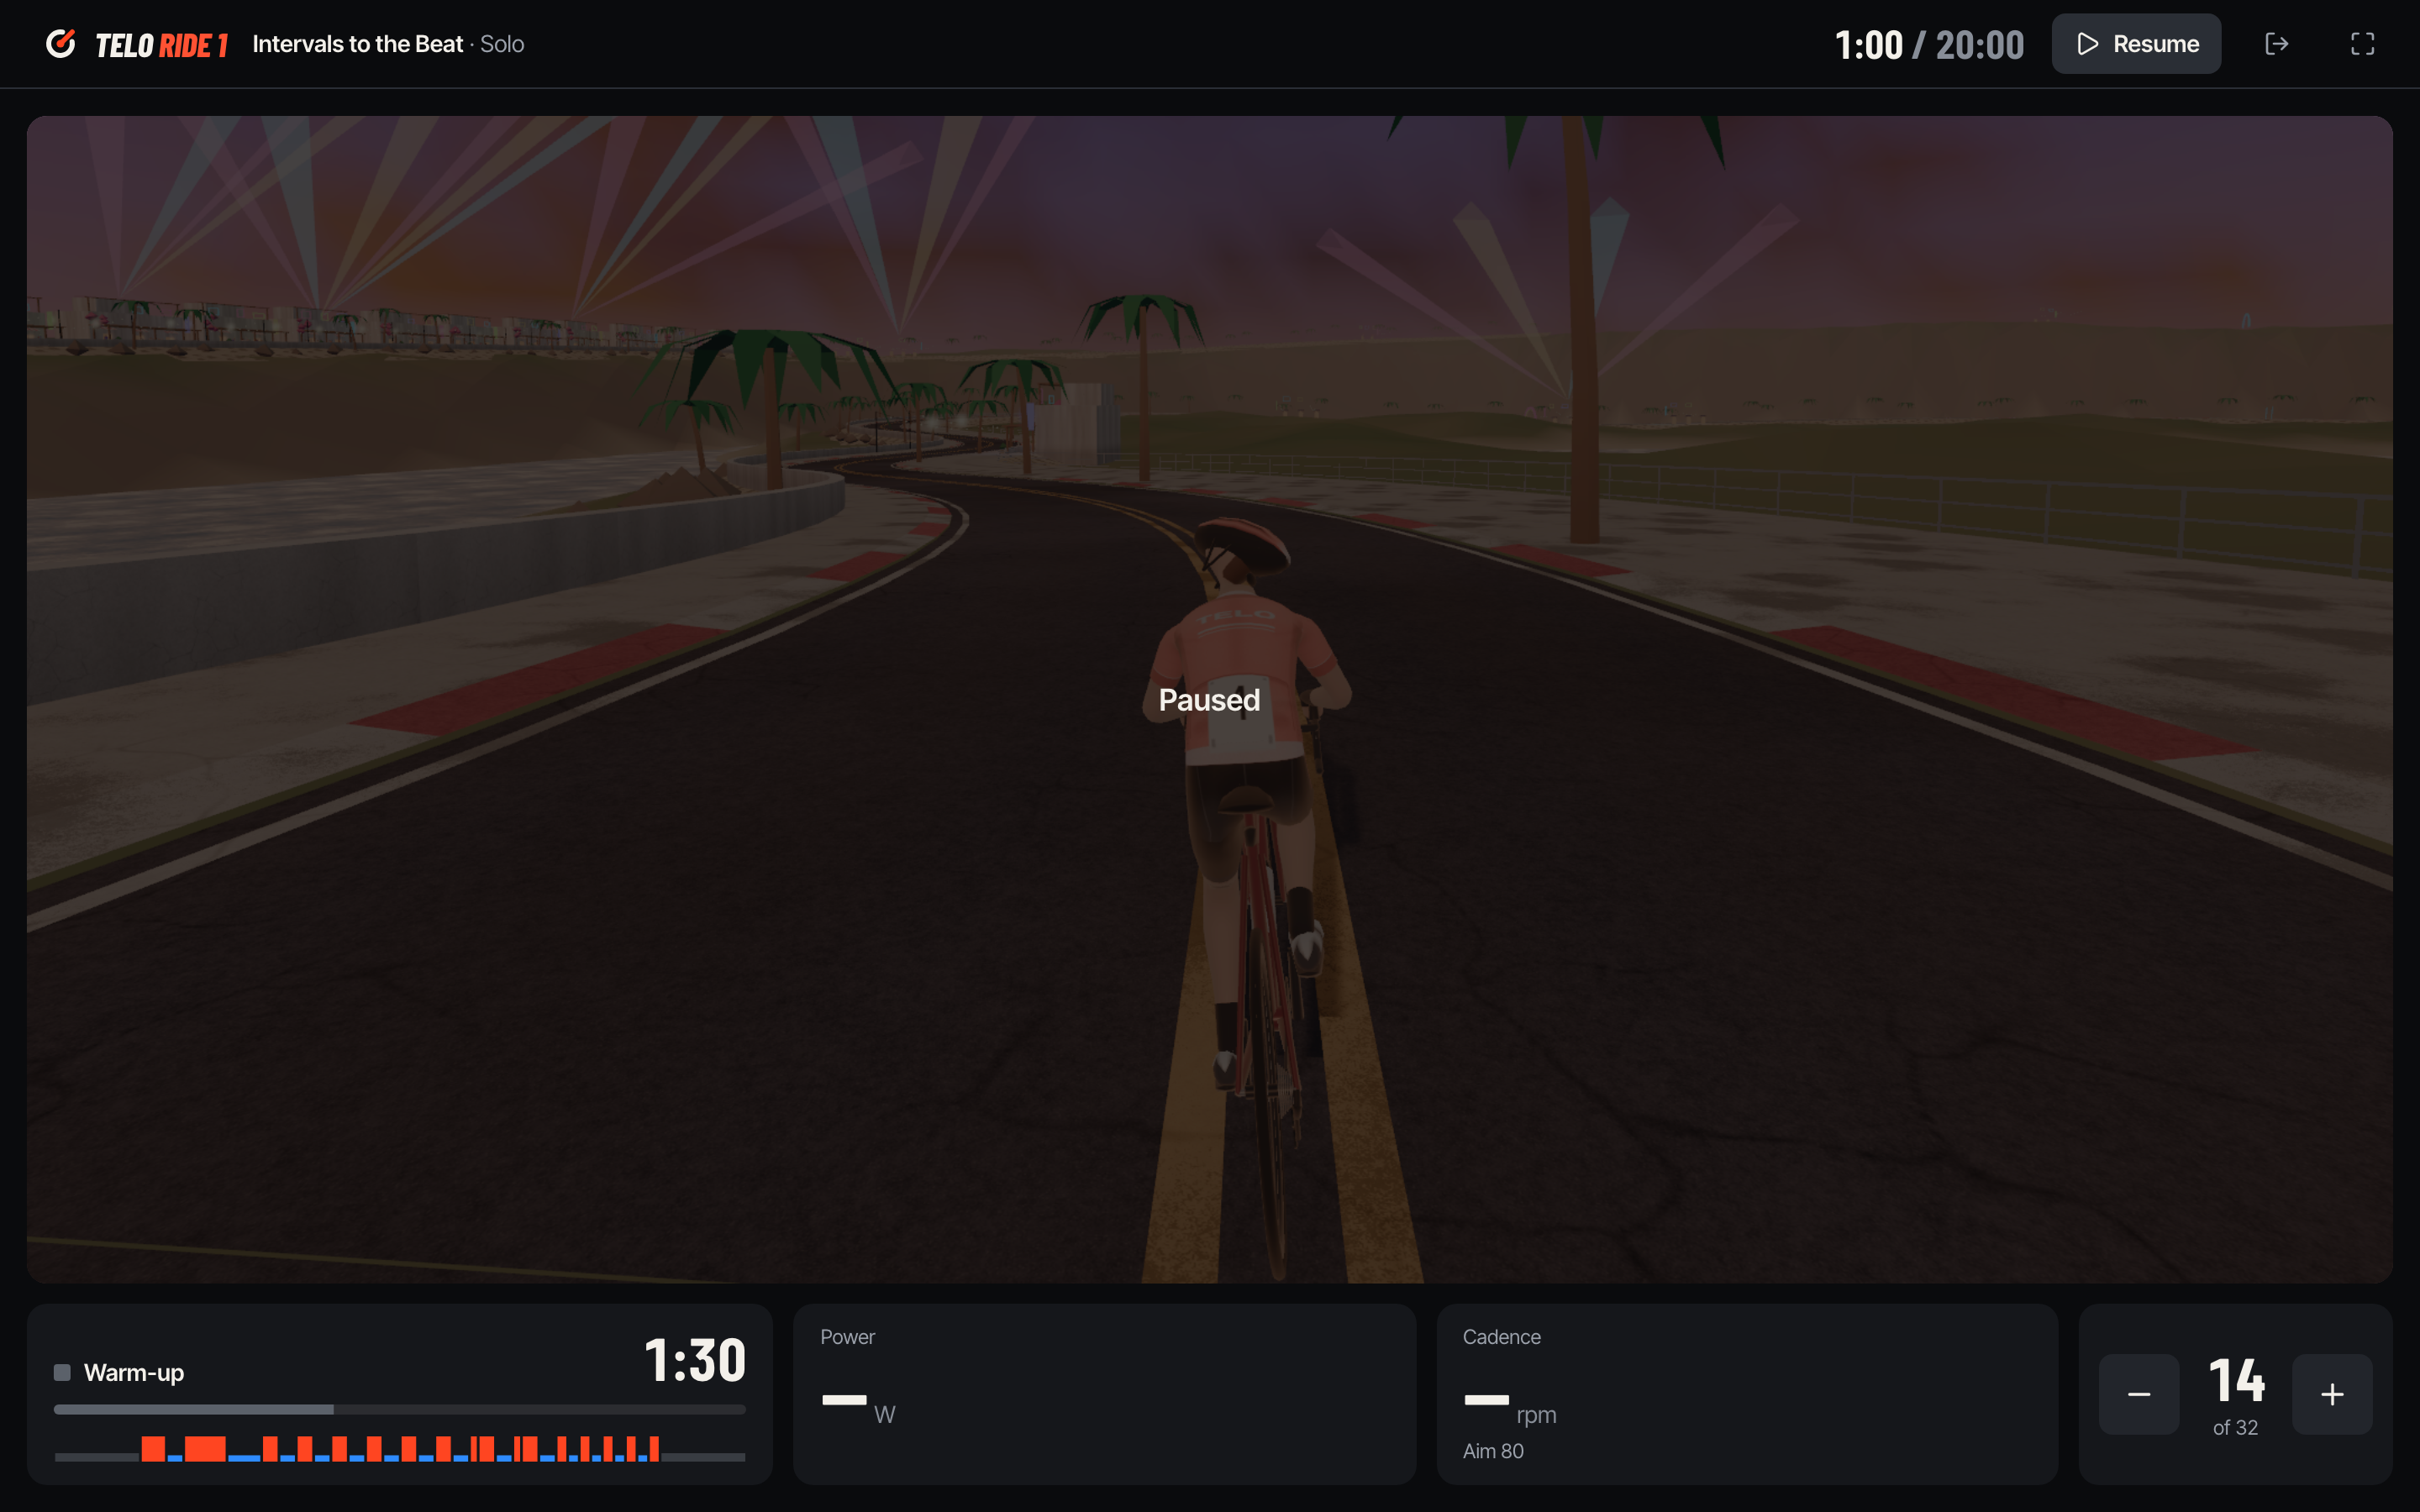 TELO RIDE 1
Intervals to the Beat · Solo
1:00 / 20:00
Resume
TELO
Paused
Warm-up
1:30
Power
— W
Cadence
— rpm
Aim 80
14
of 32